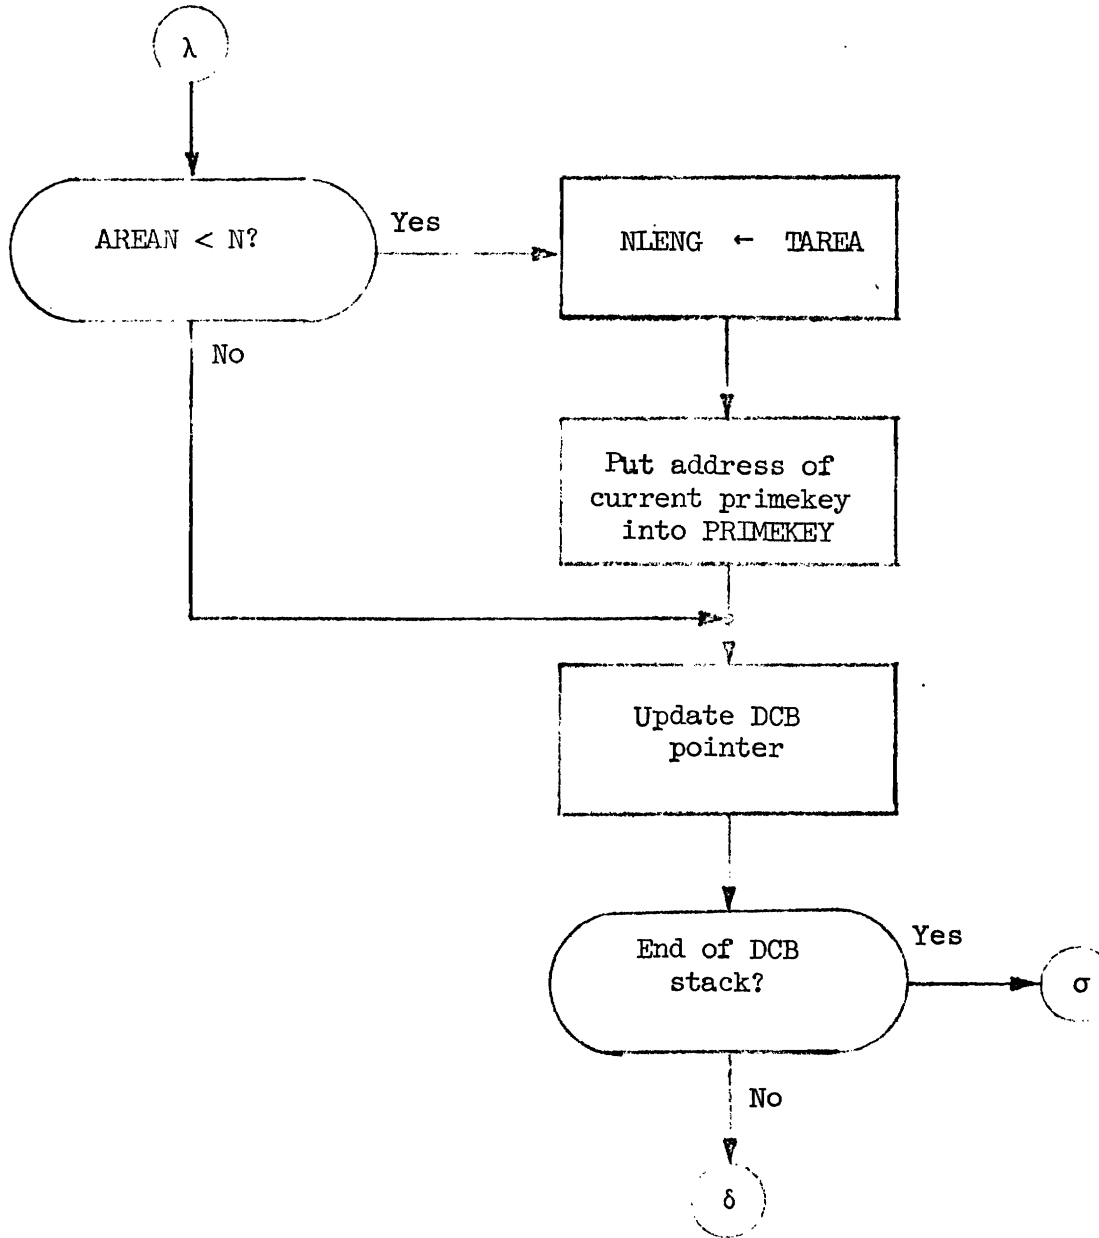 λ
AREAN < N?
Yes
NLENG ← TAREA
No
Put address of
current primekey
into PRIMEKEY
Update DCB
pointer
End of DCB
stack?
Yes
σ
No
δ